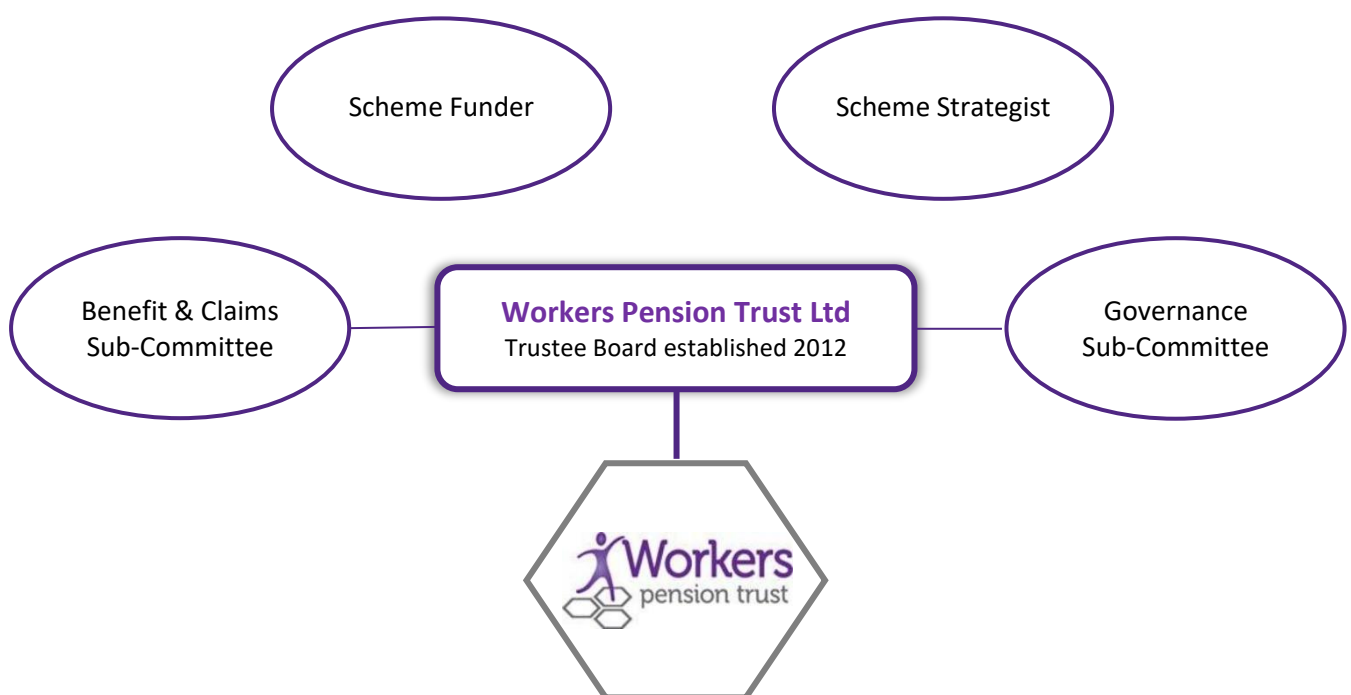 Scheme Funder
Scheme Strategist
Benefit & Claims
Sub-Committee
Workers Pension Trust Ltd
Trustee Board established 2012
Governance
Sub-Committee
Workers
pension trust